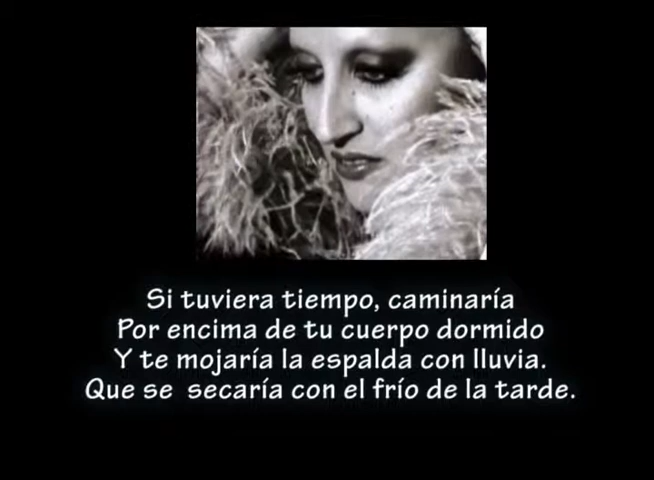 Si tuviera tiempo, caminaría
Por encima de tu cuerpo dormido
Y te mojaría la espalda con lluvia.
Que se secaría con el frío de la tarde.